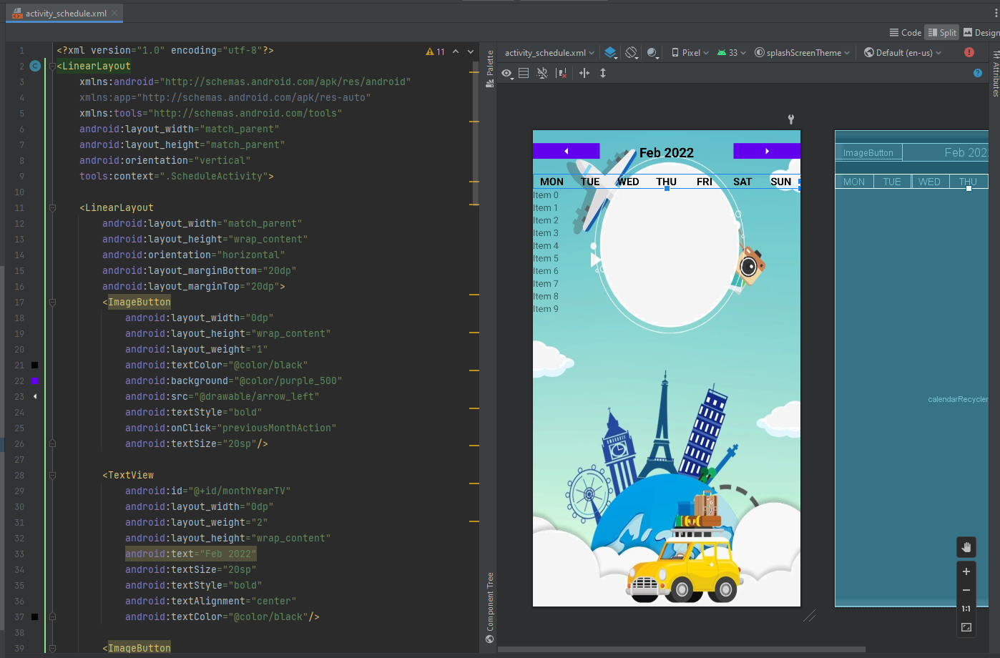 activity_schedule.xml
Code
Split
Design
1 <?xml version="1.0" encoding="utf-8"?>
11
2 <LinearLayout
3 xmlns:android="http://schemas.android.com/apk/res/android"
4 xmlns:app="http://schemas.android.com/apk/res-auto"
5 xmlns:tools="http://schemas.android.com/tools"
6 android:layout_width="match_parent"
7 android:layout_height="match_parent"
8 android:orientation="vertical"
9 tools:context=".ScheduleActivity">
10
11 <LinearLayout
12 android:layout_width="match_parent"
13 android:layout_height="wrap_content"
14 android:orientation="horizontal"
15 android:layout_marginBottom="20dp"
16 android:layout_marginTop="20dp">
17 <ImageButton
18 android:layout_width="0dp"
19 android:layout_height="wrap_content"
20 android:layout_weight="1"
21 android:textColor="@color/black"
22 android:background="@color/purple_500"
23 android:src="@drawable/arrow_left"
24 android:textStyle="bold"
25 android:onClick="previousMonthAction"
26 android:textSize="20sp"/>
27
28 <TextView
29 android:id="@+id/monthYearTV"
30 android:layout_width="0dp"
31 android:layout_weight="2"
32 android:layout_height="wrap_content"
33 android:text="Feb 2022"
34 android:textSize="20sp"
35 android:textStyle="bold"
36 android:textAlignment="center"
37 android:textColor="@color/black"/>
38
39 <ImageButton
C
Palette
Component Tree
activity_schedule.xml
Pixel
33
splashScreenTheme
Default (en-us)
!
?
Attributes
Feb 2022
MON TUE WED THU FRI SAT SUN
Item 0
Item 1
Item 2
Item 3
Item 4
Item 5
Item 6
Item 7
Item 8
Item 9
ImageButton
Feb 202
MON TUE WED THU
calendarRecycler
1:1